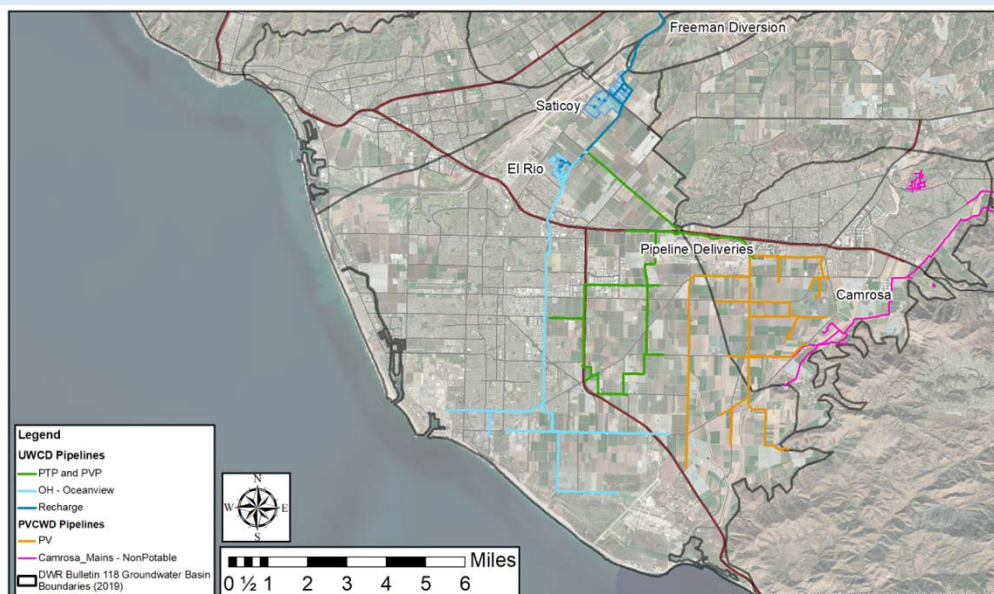 Freeman Diversion
Saticoy
El Rio
Pipeline Deliveries
Camrosa
Legend
UWCD Pipelines
PTP and PVP
OH - Oceanview
Recharge
PVCWD Pipelines
PV
Camrosa_Mains - NonPotable
DWR Bulletin 118 Groundwater Basin
Boundaries (2019)
N
W E
S
Miles
0 ½ 1 2 3 4 5 6